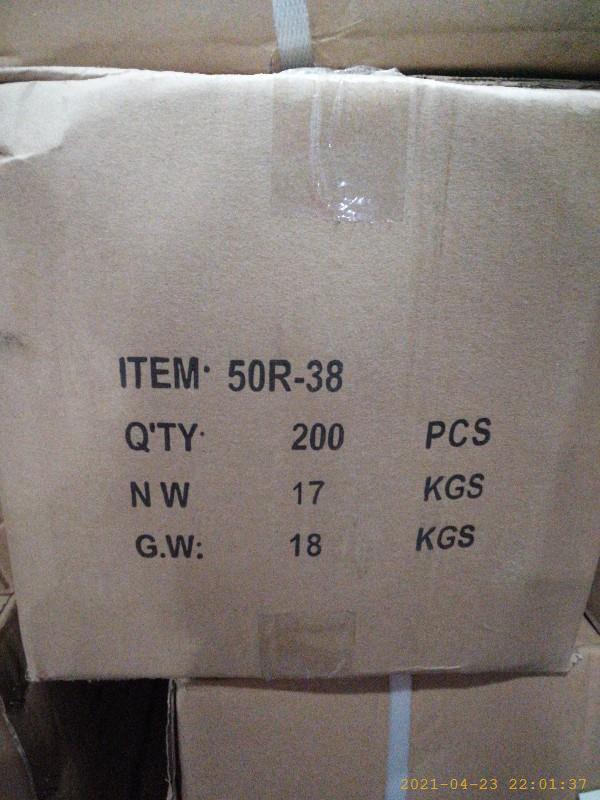 ITEM: 50R-38
Q'TY: 200 PCS
N W 17 KGS
G.W: 18 KGS
2021-04-23 22:01:37